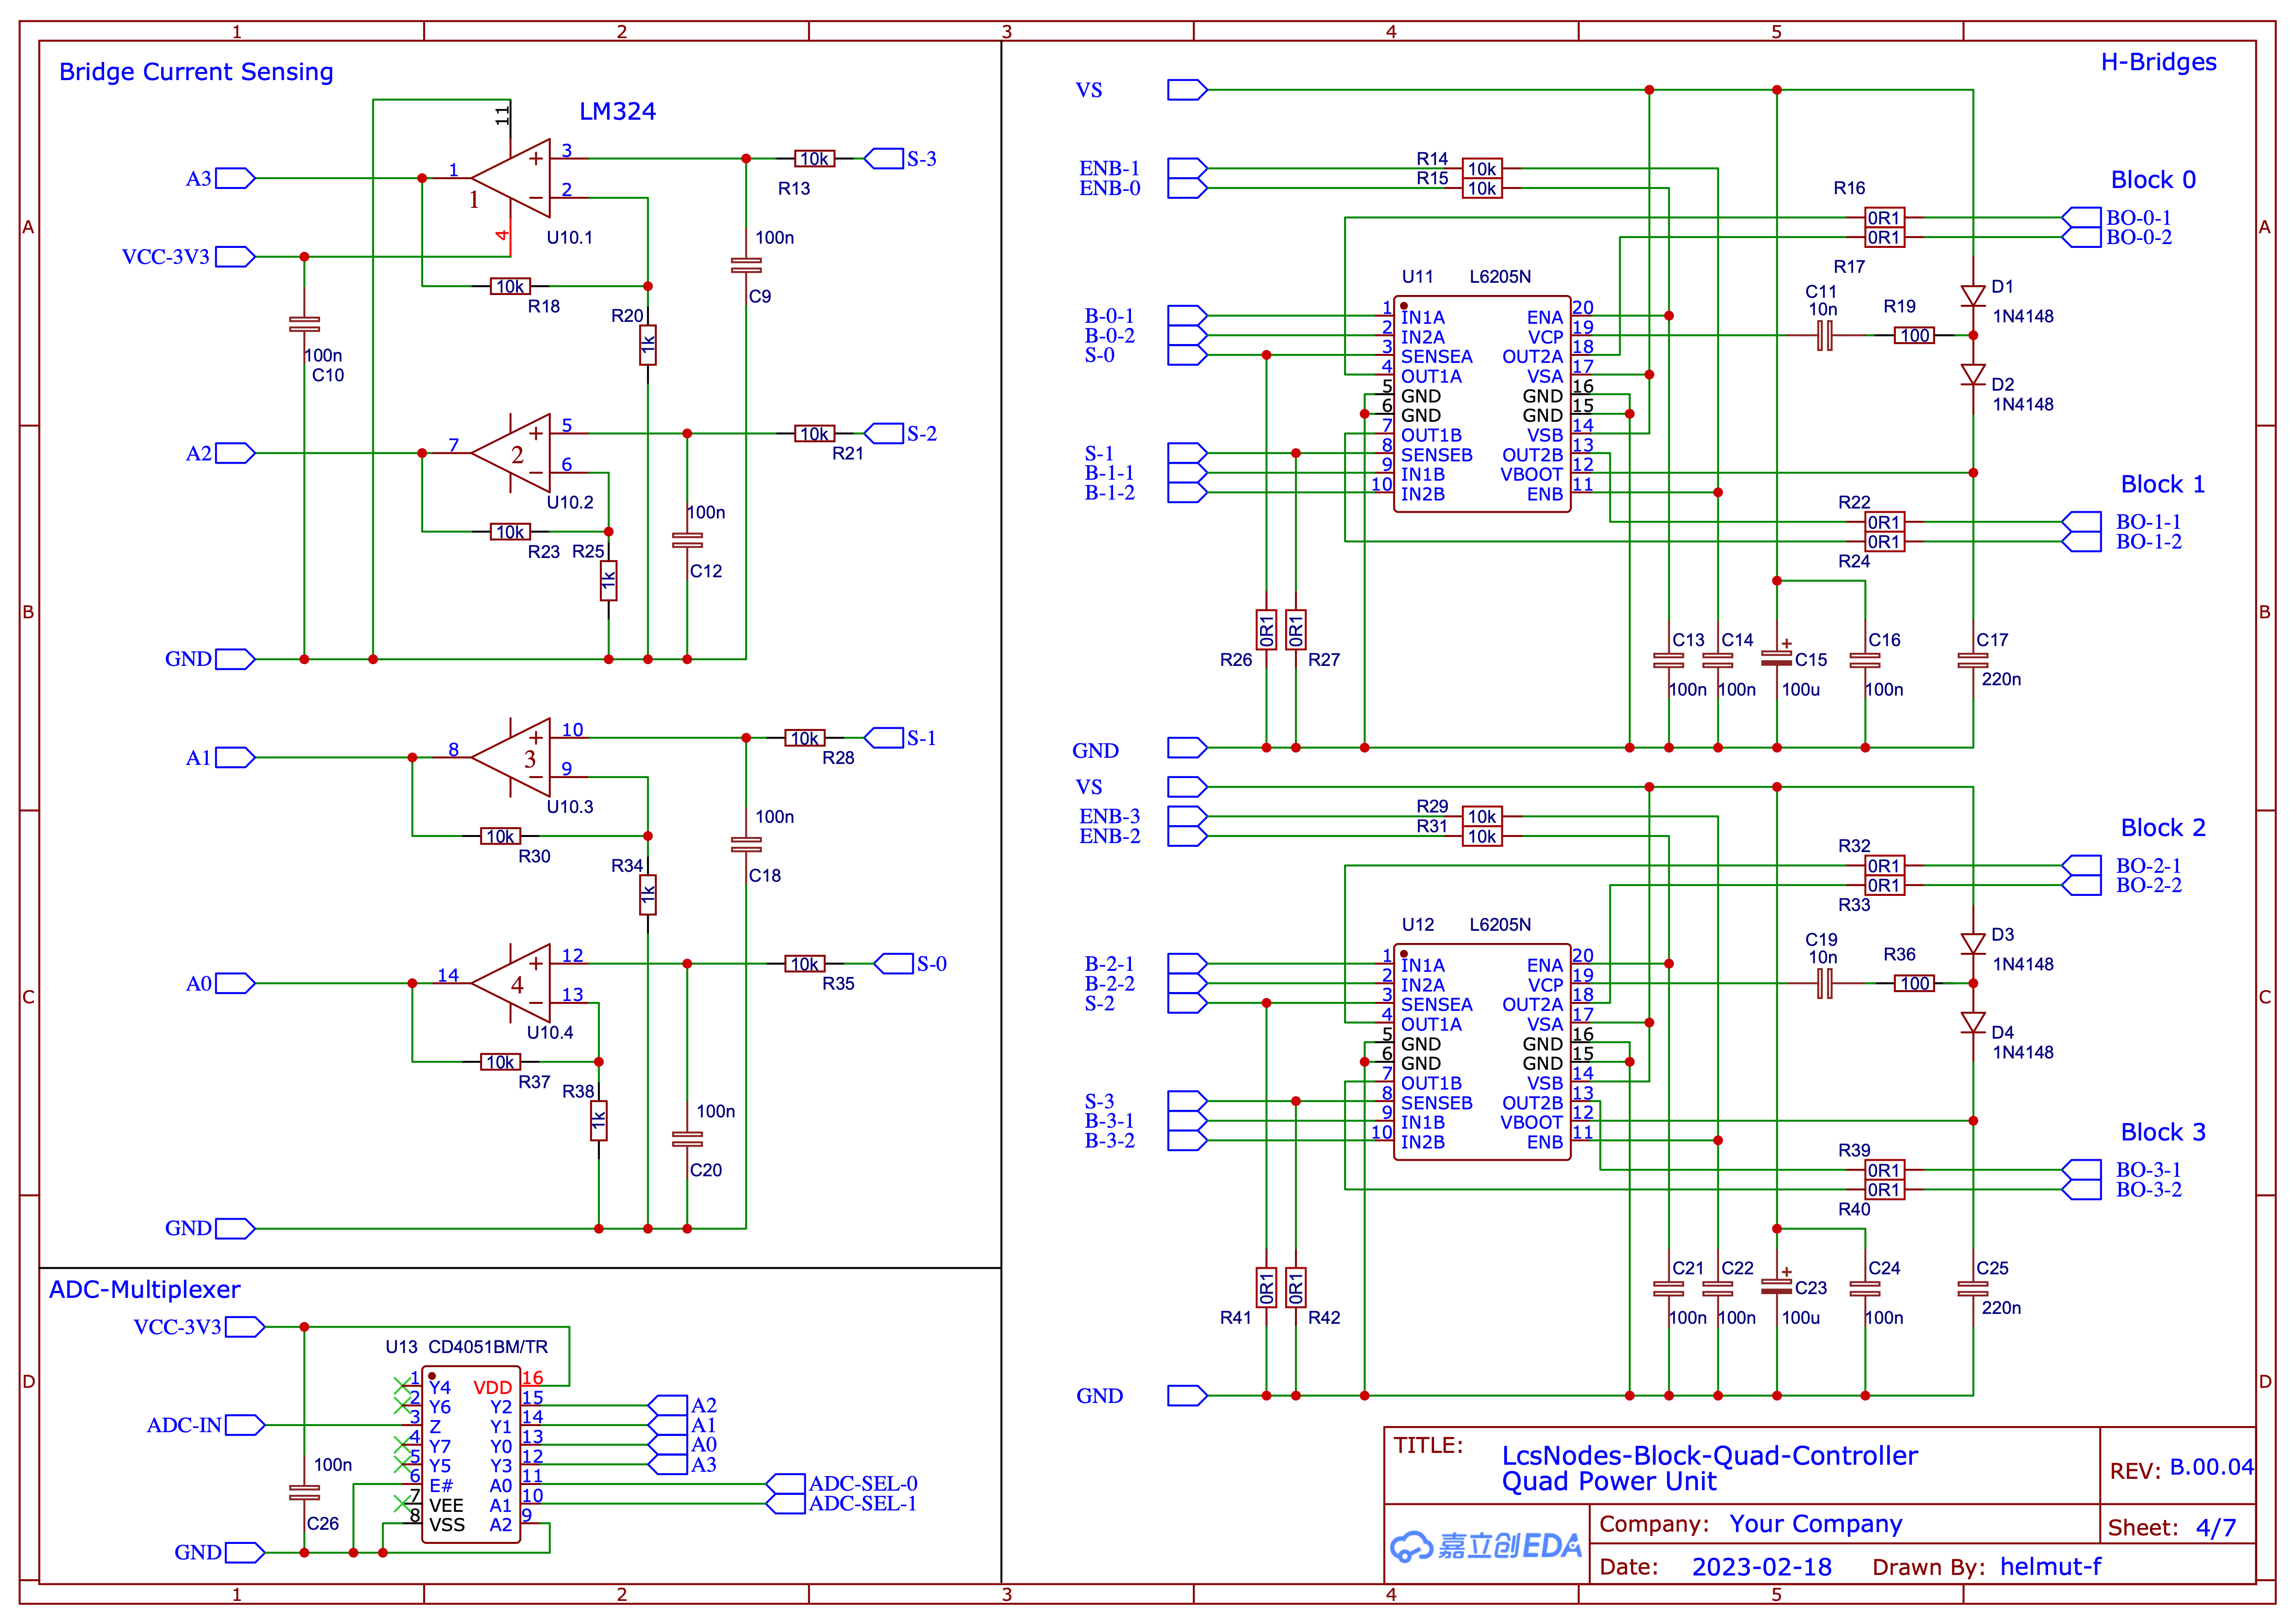 1 2 3 4 5
A
B
C
D
A
B
C
D
1 2 3 4 5
Bridge Current Sensing
LM324
11
A3
1
1
+ 3
− 2
4
U10.1
10k
R13
S-3
100n
C9
VCC-3V3
10k
R18
R20
1k
100n
C10
A2
7
2
+ 5
− 6
U10.2
10k
R21
S-2
10k
R23
R25
1k
100n
C12
GND
A1
8
3
+ 10
− 9
U10.3
10k
R28
S-1
10k
R30
R34
1k
100n
C18
A0
14
4
+ 12
− 13
U10.4
10k
R35
S-0
10k
R37
R38
1k
100n
C20
GND
ADC-Multiplexer
VCC-3V3
U13 CD4051BM/TR
1 Y4 VDD 16
2 Y6 Y2 15 A2
ADC-IN 3 Z Y1 14 A1
4 Y7 Y0 13 A0
5 Y5 Y3 12 A3
6 E# A0 11 ADC-SEL-0
7 VEE A1 10 ADC-SEL-1
8 VSS A2 9
100n
C26
GND
H-Bridges
VS
ENB-1 R14 10k
ENB-0 R15 10k
Block 0
R16
0R1 BO-0-1
0R1 BO-0-2
R17
U11 L6205N
B-0-1 1 IN1A ENA 20
B-0-2 2 IN2A VCP 19
S-0 3 SENSEA OUT2A 18
4 OUT1A VSA 17
5 GND GND 16
6 GND GND 15
7 OUT1B VSB 14
S-1 8 SENSEB OUT2B 13
B-1-1 9 IN1B VBOOT 12
B-1-2 10 IN2B ENB 11
C11
10n
R19
100
D1
1N4148
D2
1N4148
Block 1
R22
0R1 BO-1-1
0R1 BO-1-2
R24
R26 0R1
0R1 R27
C13
100n
C14
100n
+
C15
100u
C16
100n
C17
220n
GND
VS
ENB-3 R29 10k
ENB-2 R31 10k
Block 2
R32
0R1 BO-2-1
0R1 BO-2-2
R33
U12 L6205N
B-2-1 1 IN1A ENA 20
B-2-2 2 IN2A VCP 19
S-2 3 SENSEA OUT2A 18
4 OUT1A VSA 17
5 GND GND 16
6 GND GND 15
7 OUT1B VSB 14
S-3 8 SENSEB OUT2B 13
B-3-1 9 IN1B VBOOT 12
B-3-2 10 IN2B ENB 11
C19
10n
R36
100
D3
1N4148
D4
1N4148
Block 3
R39
0R1 BO-3-1
0R1 BO-3-2
R40
R41 0R1
0R1 R42
C21
100n
C22
100n
+
C23
100u
C24
100n
C25
220n
GND
TITLE:
LcsNodes-Block-Quad-Controller
Quad Power Unit
REV: B.00.04
嘉立创EDA
Company: Your Company
Sheet: 4/7
Date: 2023-02-18 Drawn By: helmut-f